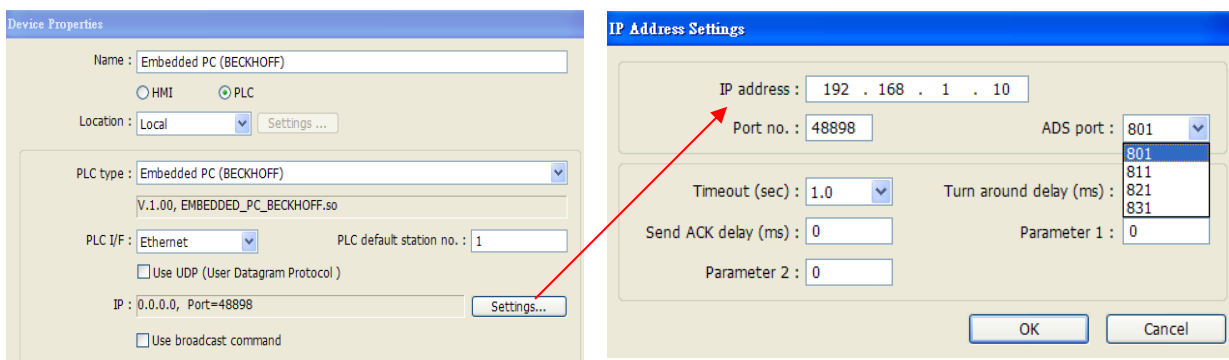 Device Properties
Name : Embedded PC (BECKHOFF)
HMI PLC
Location : Local Settings ...
PLC type : Embedded PC (BECKHOFF)
V.1.00, EMBEDDED_PC_BECKHOFF.so
PLC I/F : Ethernet PLC default station no. : 1
Use UDP (User Datagram Protocol )
IP : 0.0.0.0, Port=48898 Settings...
Use broadcast command
IP Address Settings
IP address : 192 . 168 . 1 . 10
Port no. : 48898 ADS port : 801
801
811
821
831
Timeout (sec) : 1.0 Turn around delay (ms) :
Send ACK delay (ms) : 0 Parameter 1 : 0
Parameter 2 : 0
OK Cancel